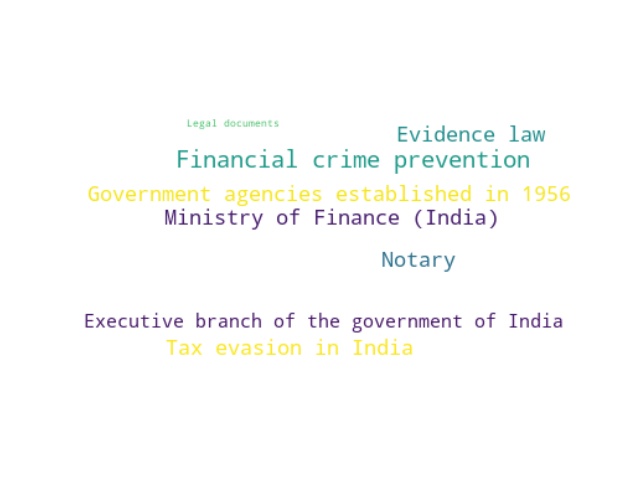 Legal documents
Evidence law
Financial crime prevention
Government agencies established in 1956
Ministry of Finance (India)
Notary
Executive branch of the government of India
Tax evasion in India